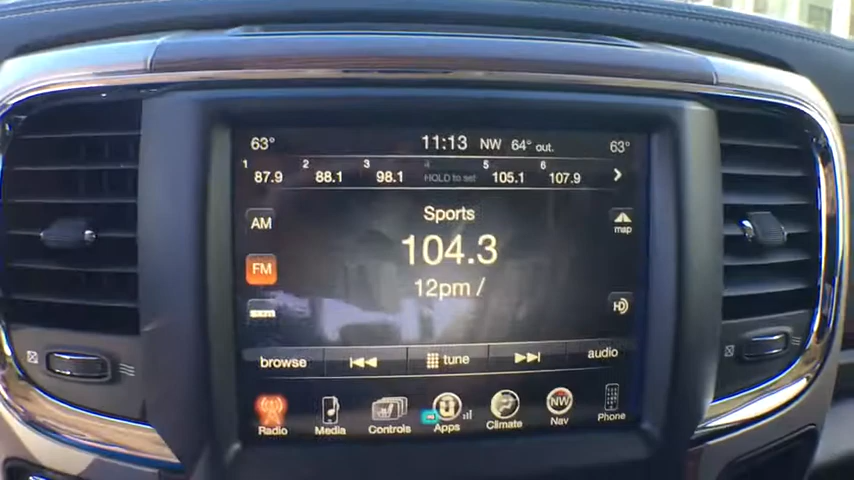 63° 11:13 NW 64° out. 63°
1 2 3 4 5 6
87.9 88.1 98.1 HOLD to set 105.1 107.9
Sports
AM 104.3 map
FM 12pm /
sxm HD
browse tune audio
Radio Media Controls Apps Climate NW Nav Phone